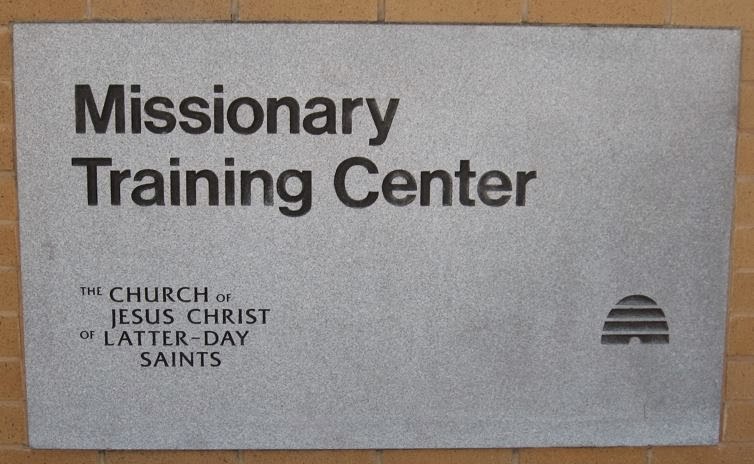 Missionary
Training Center
THE CHURCH OF
JESUS CHRIST
OF LATTER-DAY
SAINTS